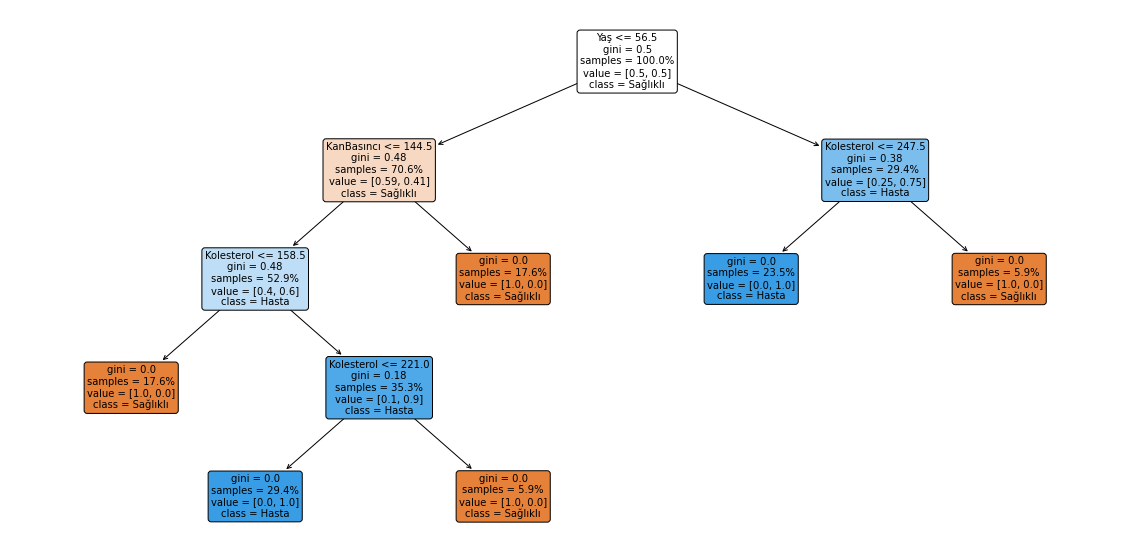 Yaş <= 56.5
gini = 0.5
samples = 100.0%
value = [0.5, 0.5]
class = Sağlıklı
KanBasıncı <= 144.5
gini = 0.48
samples = 70.6%
value = [0.59, 0.41]
class = Sağlıklı
Kolesterol <= 247.5
gini = 0.38
samples = 29.4%
value = [0.25, 0.75]
class = Hasta
Kolesterol <= 158.5
gini = 0.48
samples = 52.9%
value = [0.4, 0.6]
class = Hasta
gini = 0.0
samples = 17.6%
value = [1.0, 0.0]
class = Sağlıklı
gini = 0.0
samples = 23.5%
value = [0.0, 1.0]
class = Hasta
gini = 0.0
samples = 5.9%
value = [1.0, 0.0]
class = Sağlıklı
gini = 0.0
samples = 17.6%
value = [1.0, 0.0]
class = Sağlıklı
Kolesterol <= 221.0
gini = 0.18
samples = 35.3%
value = [0.1, 0.9]
class = Hasta
gini = 0.0
samples = 29.4%
value = [0.0, 1.0]
class = Hasta
gini = 0.0
samples = 5.9%
value = [1.0, 0.0]
class = Sağlıklı